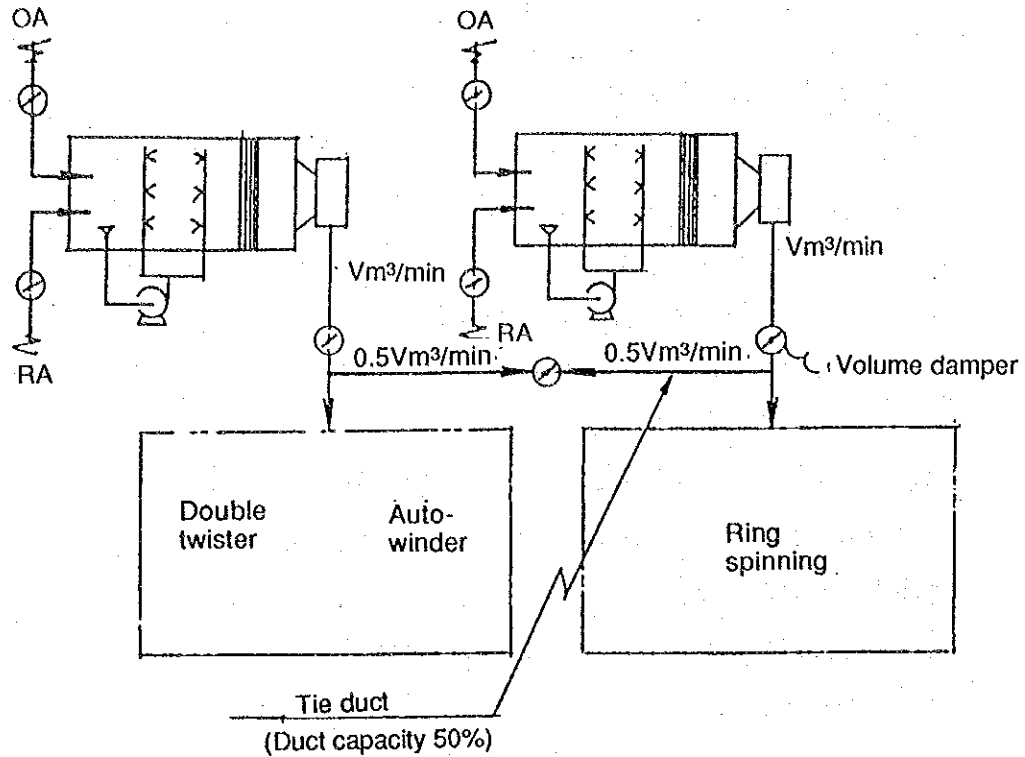 OA
OA
Vm³/min
Vm³/min
RA
RA
0.5Vm³/min
0.5Vm³/min
Volume damper
Double
twister
Auto-
winder
Ring
spinning
Tie duct
(Duct capacity 50%)